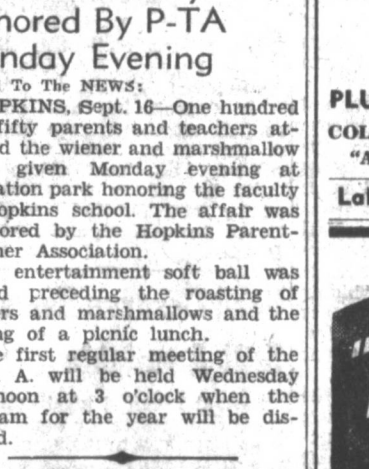 nored By P-TA
nday Evening
To The NEWS:
PKINS, Sept. 16—One hundred
fifty parents and teachers at-
d the wiener and marshmallow
given Monday evening at
ation park honoring the faculty
opkins school. The affair was
ored by the Hopkins Parent-
her Association.
entertainment soft ball was
d preceding the roasting of
rs and marshmallows and the
ng of a picnic lunch.
e first regular meeting of the
A. will be held Wednesday
noon at 3 o'clock when the
am for the year will be dis-
d.
PLU
COL
"A
Lal